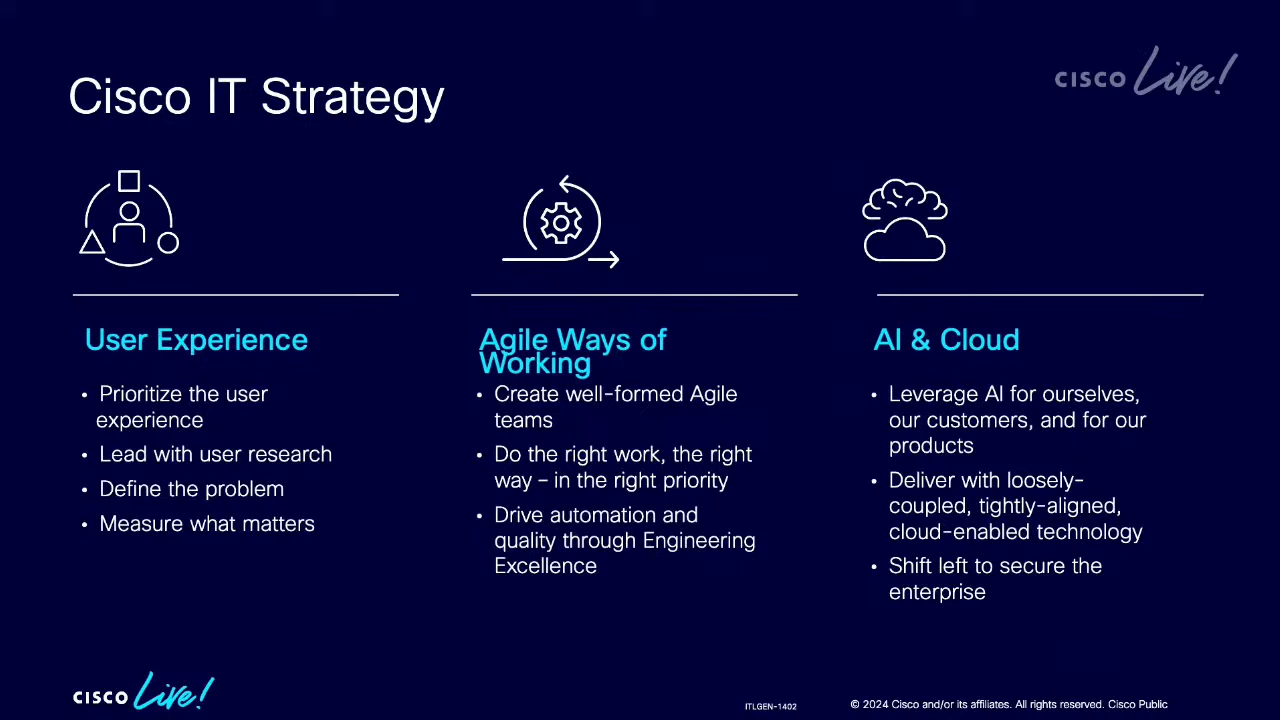 Cisco IT Strategy
CISCO Live!
User Experience
• Prioritize the user
experience
• Lead with user research
• Define the problem
• Measure what matters
Agile Ways of
Working
• Create well-formed Agile
teams
• Do the right work, the right
way – in the right priority
• Drive automation and
quality through Engineering
Excellence
AI & Cloud
• Leverage AI for ourselves,
our customers, and for our
products
• Deliver with loosely-
coupled, tightly-aligned,
cloud-enabled technology
• Shift left to secure the
enterprise
CISCO Live!
ITLGEN-1402
© 2024 Cisco and/or its affiliates. All rights reserved. Cisco Public